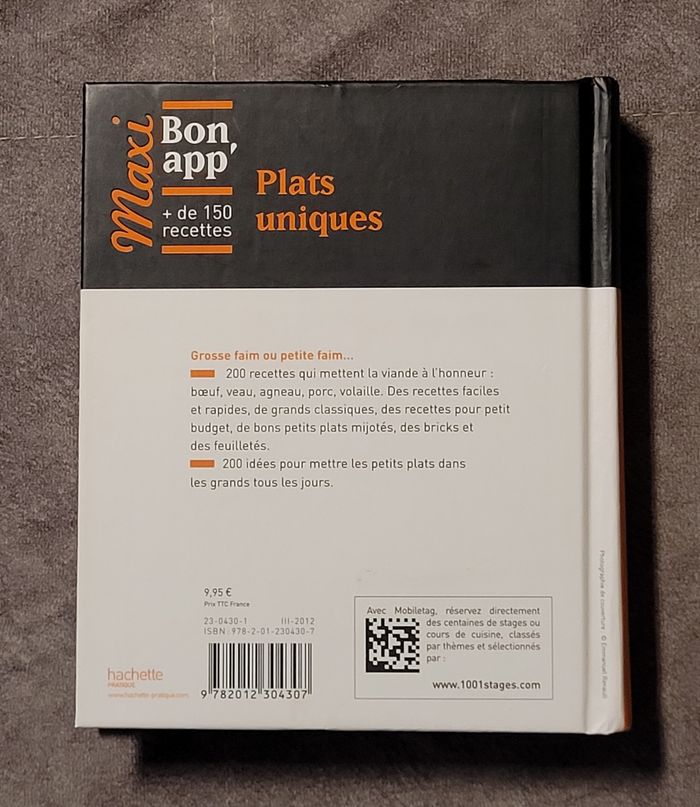 Maxi
Bon
app'
+ de 150
recettes
Plats
uniques
Grosse faim ou petite faim...
200 recettes qui mettent la viande à l'honneur :
bœuf, veau, agneau, porc, volaille. Des recettes faciles
et rapides, de grands classiques, des recettes pour petit
budget, de bons petits plats mijotés, des bricks et
des feuilletés.
200 idées pour mettre les petits plats dans
les grands tous les jours.
9,95 €
Prix TTC France
23-0430-1 III-2012
ISBN : 978-2-01-230430-7
9 782012 304307
hachette
PRATIQUE
www.hachette-pratique.com
Avec Mobiletag, réservez directement
des centaines de stages ou
cours de cuisine, classés
par thèmes et sélectionnés
par :
www.1001stages.com
Photographie de couverture : © Emmanuel Renault